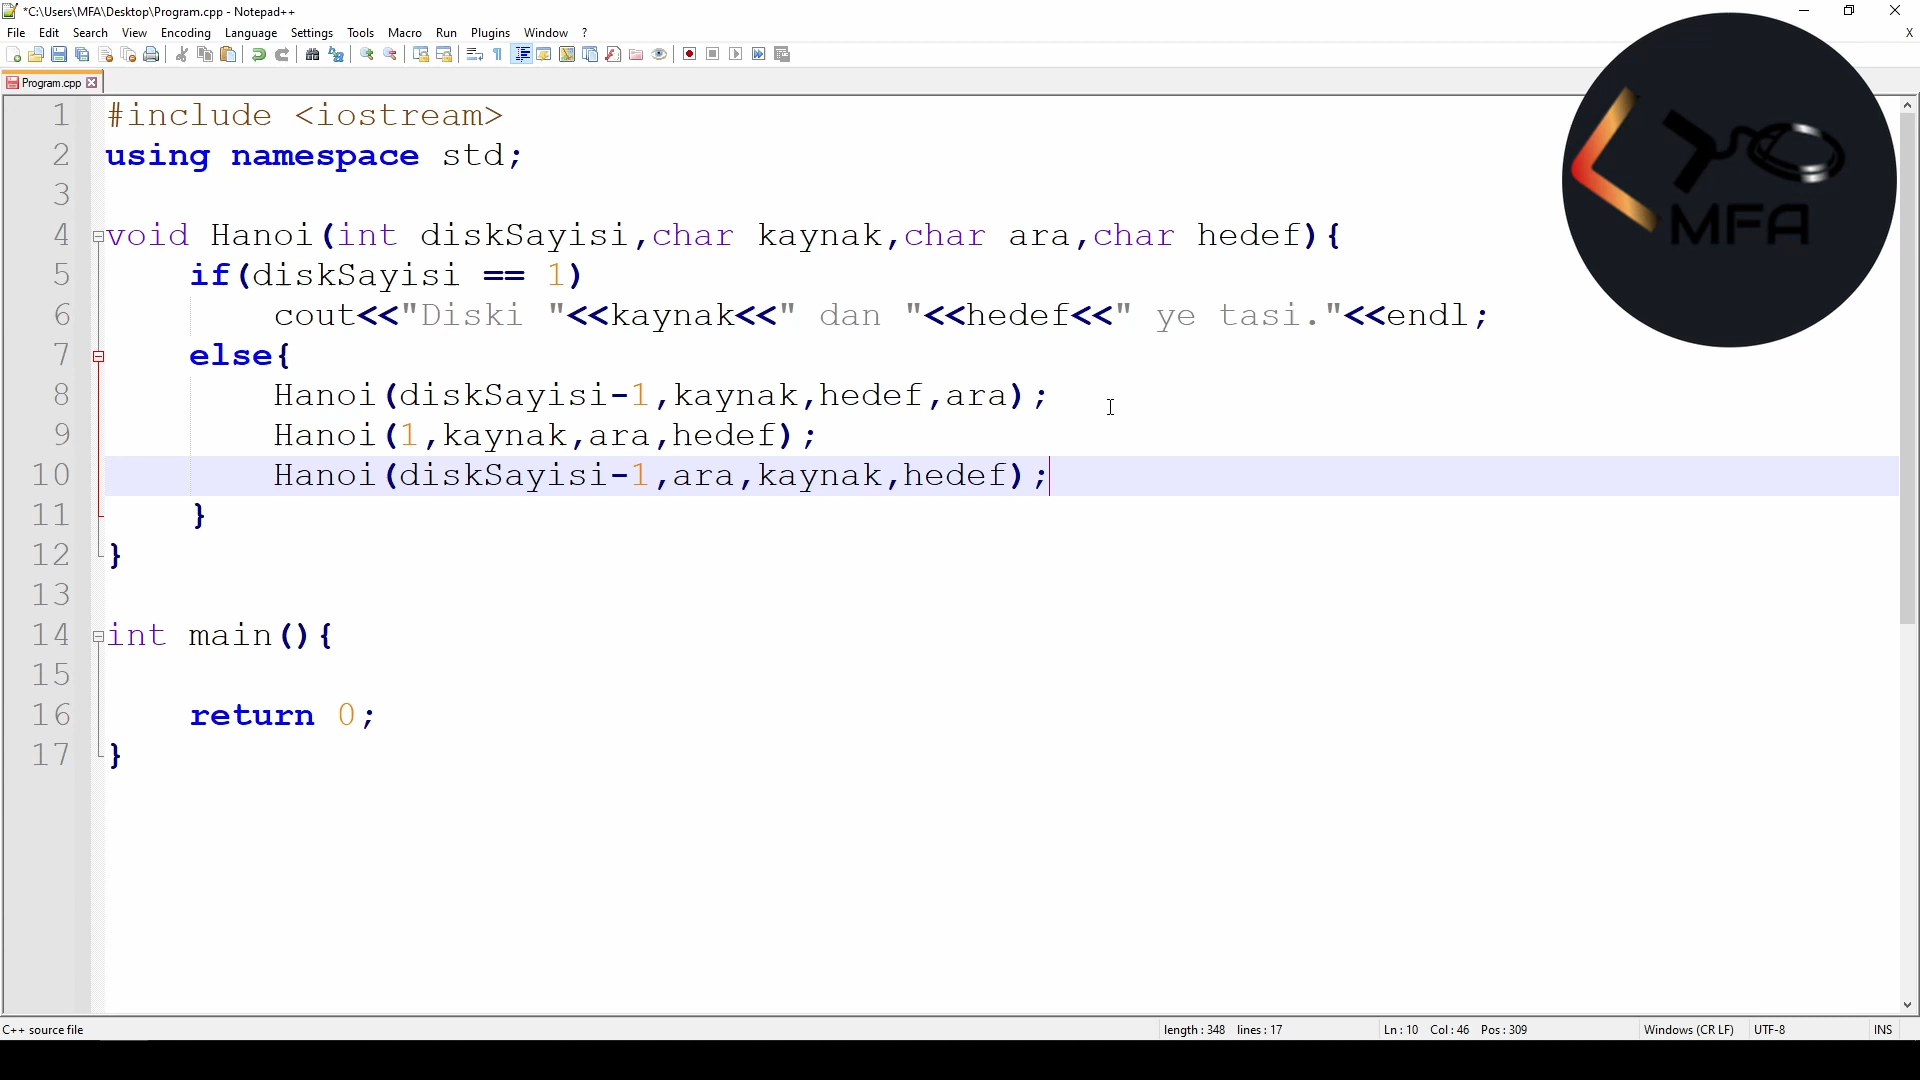 *C:\Users\MFA\Desktop\Program.cpp - Notepad++
File Edit Search View Encoding Language Settings Tools Macro Run Plugins Window ? X
Program.cpp
1 #include <iostream>
2 using namespace std;
3
4 void Hanoi(int diskSayisi,char kaynak,char ara,char hedef){
5 if(diskSayisi == 1)
6 cout<<"Diski "<<kaynak<<" dan "<<hedef<<" ye tasi."<<endl;
7 else{
8 Hanoi(diskSayisi-1,kaynak,hedef,ara);
9 Hanoi(1,kaynak,ara,hedef);
10 Hanoi(diskSayisi-1,ara,kaynak,hedef);
11 }
12 }
13
14 int main(){
15
16 return 0;
17 }
MFA
C++ source file length : 348 lines : 17 Ln : 10 Col : 46 Pos : 309 Windows (CR LF) UTF-8 INS